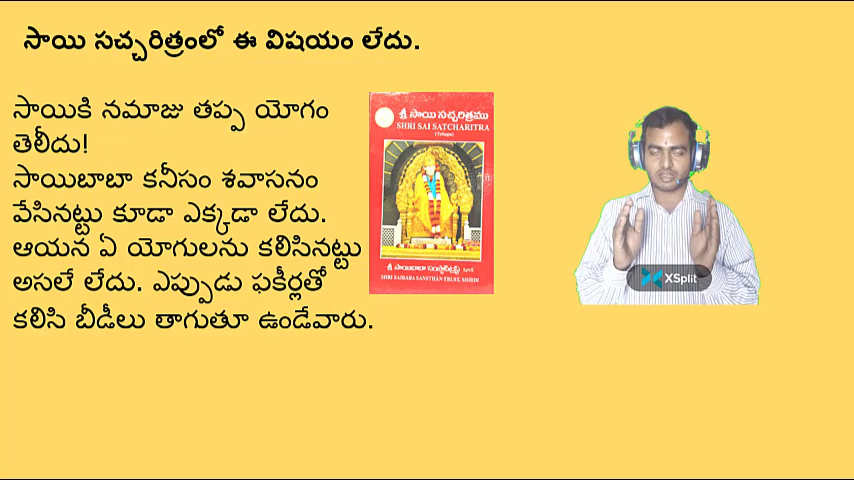 సాయి సచ్చరిత్రంలో ఈ విషయం లేదు.
సాయికి నమాజు తప్ప యోగం
తెలీదు!
సాయిబాబా కనీసం శవాసనం
వేసినట్టు కూడా ఎక్కడా లేదు.
ఆయన ఏ యోగులను కలిసినట్టు
అసలే లేదు. ఎప్పుడు ఫకీర్లతో
కలిసి బీడీలు తాగుతూ ఉండేవారు.
శ్రీ సాయి సచ్చరిత్రము
SHRI SAI SATCHARITRA
(Telugu)
శ్రీ సాయిబాబా
SHRI SAIBABA SANSTHAN TRUST, SHIRDI
XSplit